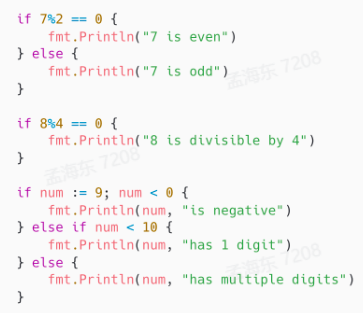 if 7%2 == 0 {
    fmt.Println("7 is even")
} else {
    fmt.Println("7 is odd")
}

if 8%4 == 0 {
    fmt.Println("8 is divisible by 4")
}

if num := 9; num < 0 {
    fmt.Println(num, "is negative")
} else if num < 10 {
    fmt.Println(num, "has 1 digit")
} else {
    fmt.Println(num, "has multiple digits")
}
孟海东 7208
孟海东 7208
孟海东 7208